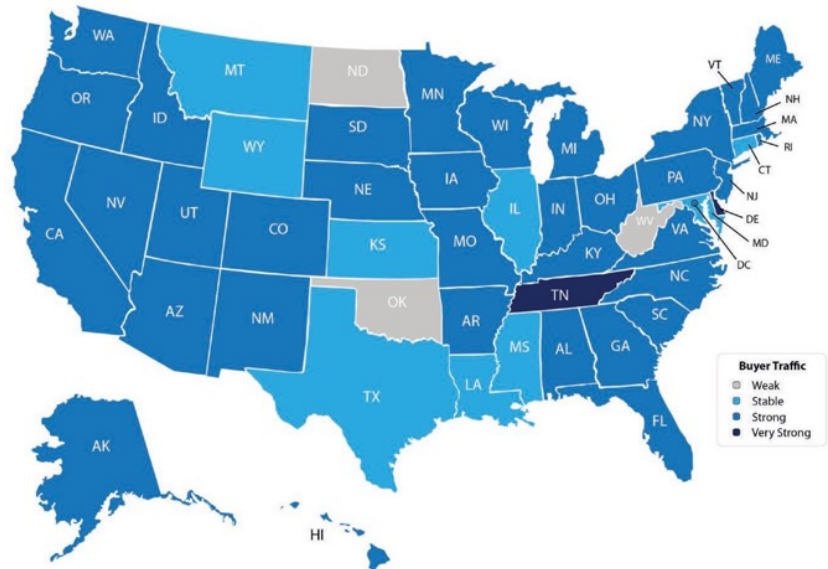 WA
MT
ND
MN
VT
ME
OR
ID
WY
SD
WI
MI
NY
NH
MA
RI
CT
NV
UT
CO
NE
IA
IL
IN
OH
PA
NJ
DE
MD
DC
CA
KS
MO
KY
WV
VA
AZ
NM
OK
AR
TN
NC
SC
TX
LA
MS
AL
GA
FL
AK
HI
Buyer Traffic
Weak
Stable
Strong
Very Strong